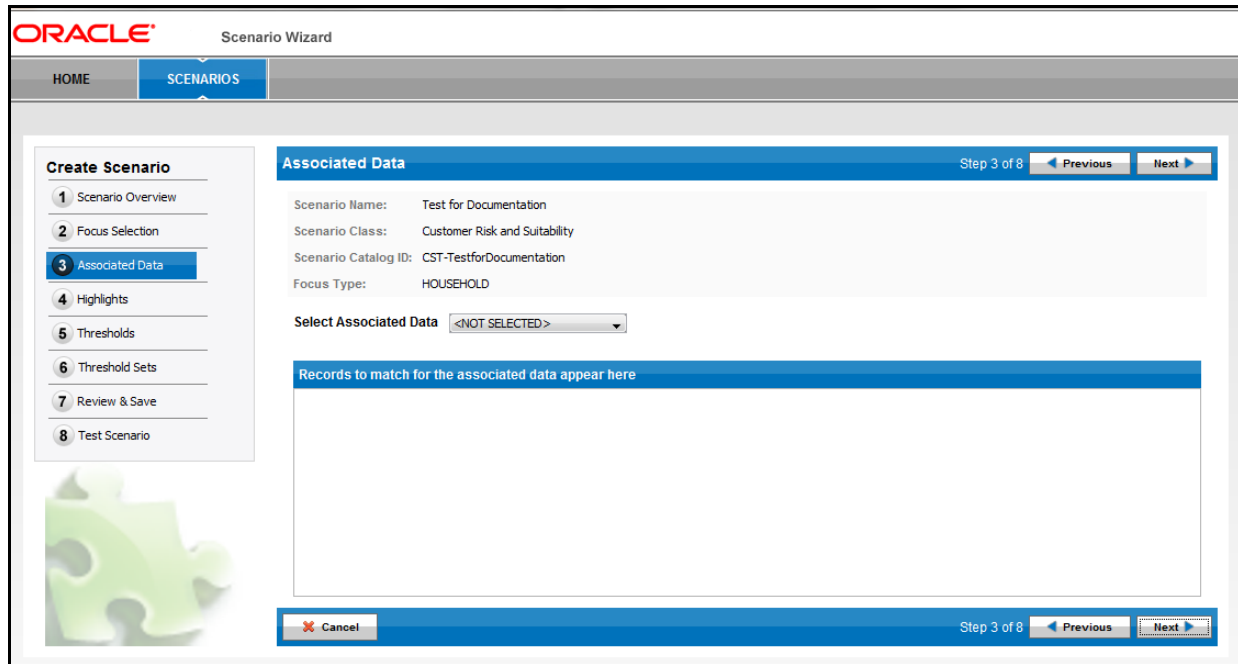 ORACLE® Scenario Wizard
HOME SCENARIOS
Create Scenario
1 Scenario Overview
2 Focus Selection
3 Associated Data
4 Highlights
5 Thresholds
6 Threshold Sets
7 Review & Save
8 Test Scenario
Associated Data Step 3 of 8 Previous Next
Scenario Name: Test for Documentation
Scenario Class: Customer Risk and Suitability
Scenario Catalog ID: CST-TestforDocumentation
Focus Type: HOUSEHOLD
Select Associated Data <NOT SELECTED>
Records to match for the associated data appear here
Cancel Step 3 of 8 Previous Next